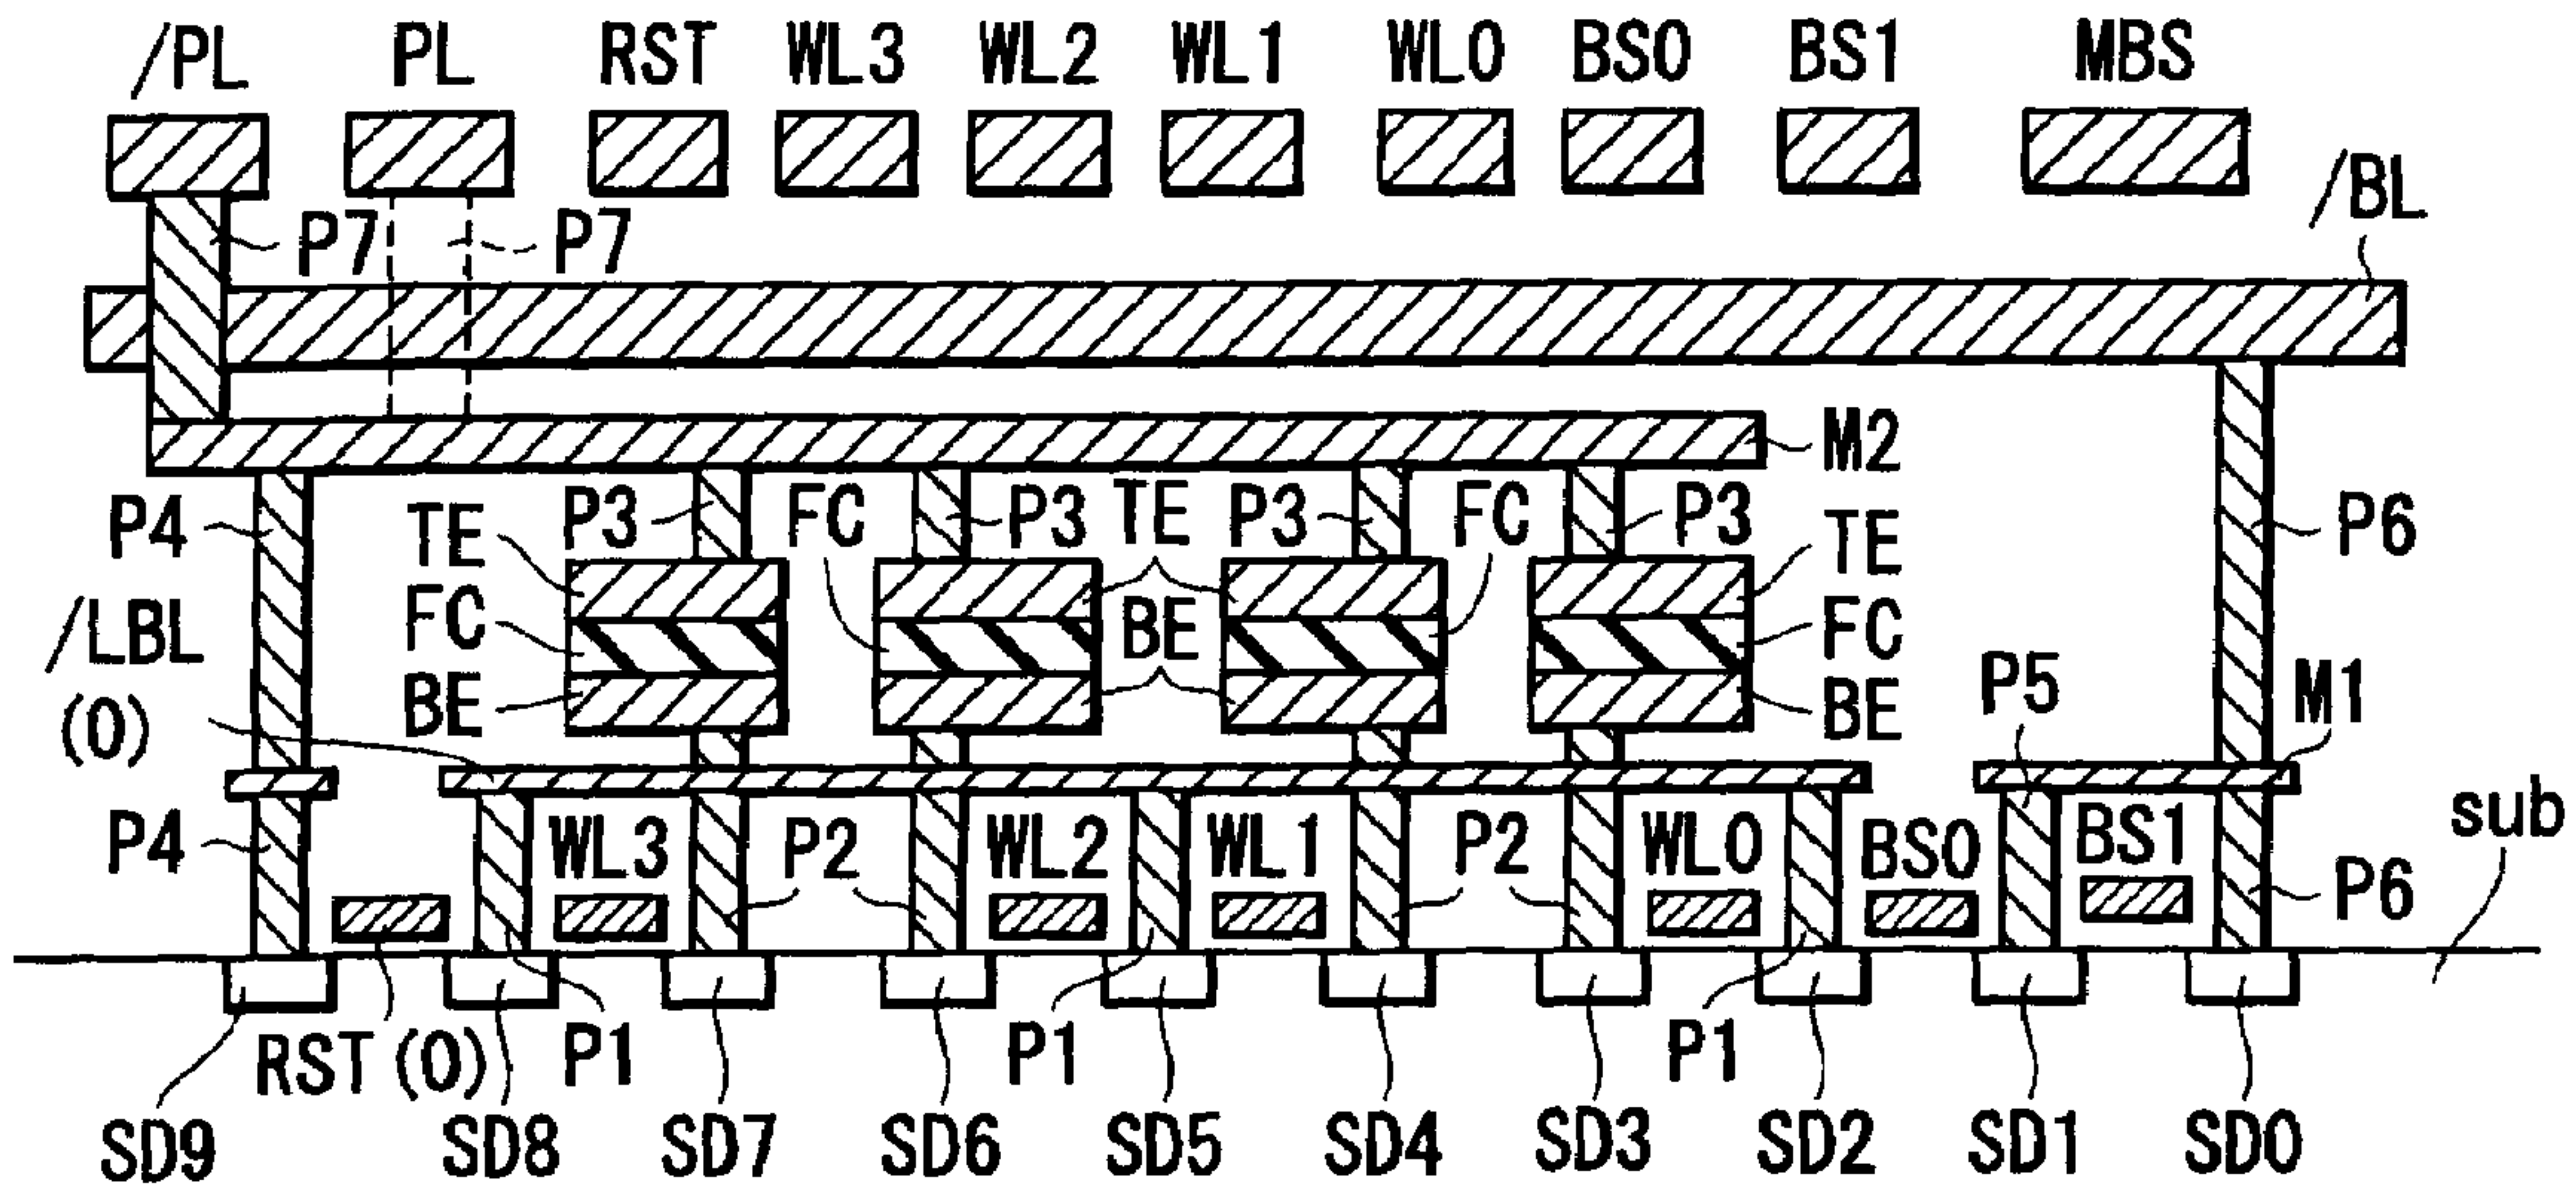 /PL PL RST WL3 WL2 WL1 WL0 BS0 BS1 MBS
/BL
P7 P7
M2
P4 TE P3 FC P3 TE P3 FC P3 TE P6
/LBL FC BE FC
(0) BE BE P5 M1
P4 WL3 P2 WL2 WL1 P2 WL0 BS0 BS1 sub
P6
RST(0) P1 P1 P1
SD9 SD8 SD7 SD6 SD5 SD4 SD3 SD2 SD1 SD0